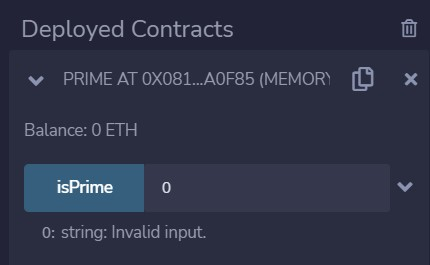 Deployed Contracts
PRIME AT 0X081...A0F85 (MEMORY
Balance: 0 ETH
isPrime 0
0: string: Invalid input.